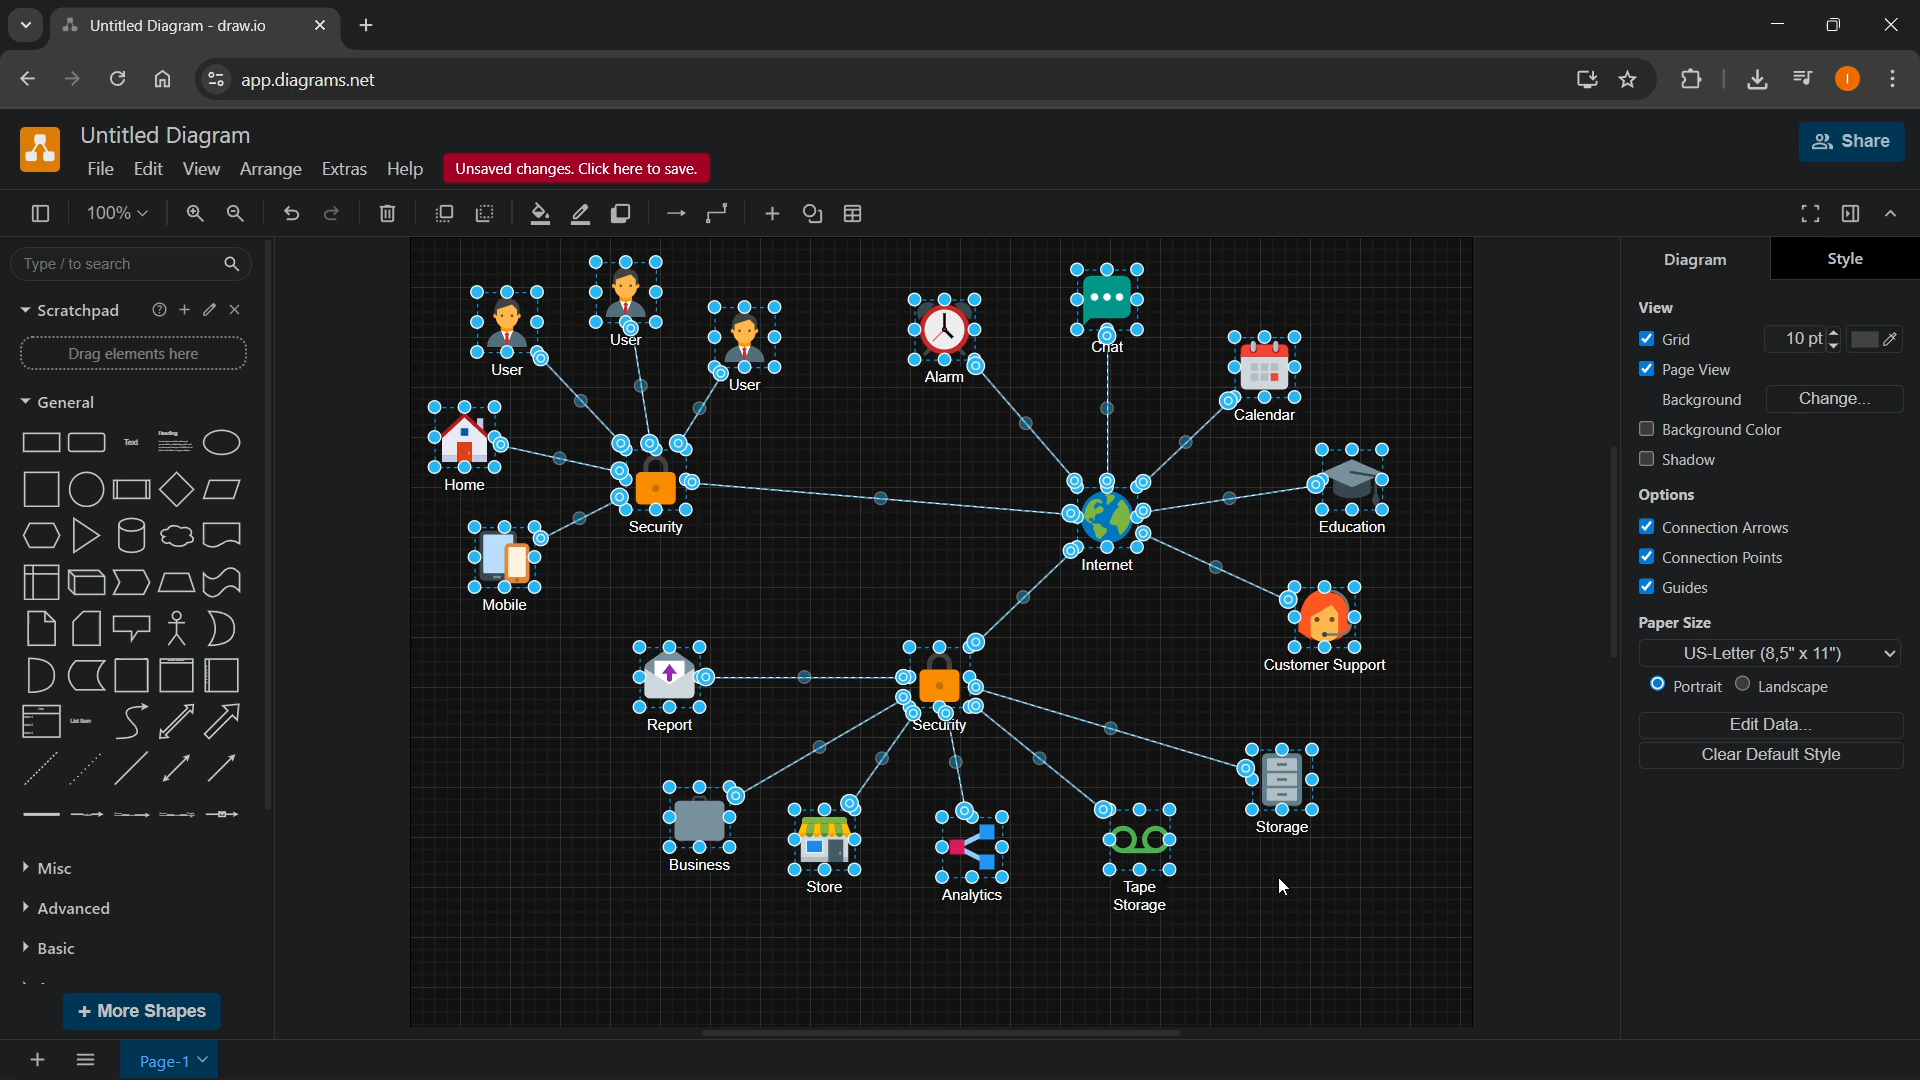 Untitled Diagram - draw.io
app.diagrams.net
I
Untitled Diagram
File Edit View Arrange Extras Help
Unsaved changes. Click here to save.
Share
100%
Type / to search
Scratchpad
Drag elements here
General
Text
Heading
List Item
Misc
Advanced
Basic
+ More Shapes
Page-1
User
User
User
Home
Mobile
Security
Alarm
Chat
Calendar
Education
Internet
Customer Support
Report
Security
Business
Store
Analytics
Tape
Storage
Storage
Diagram
Style
View
Grid
10 pt
Page View
Background
Change...
Background Color
Shadow
Options
Connection Arrows
Connection Points
Guides
Paper Size
US-Letter (8,5" x 11")
Portrait
Landscape
Edit Data...
Clear Default Style